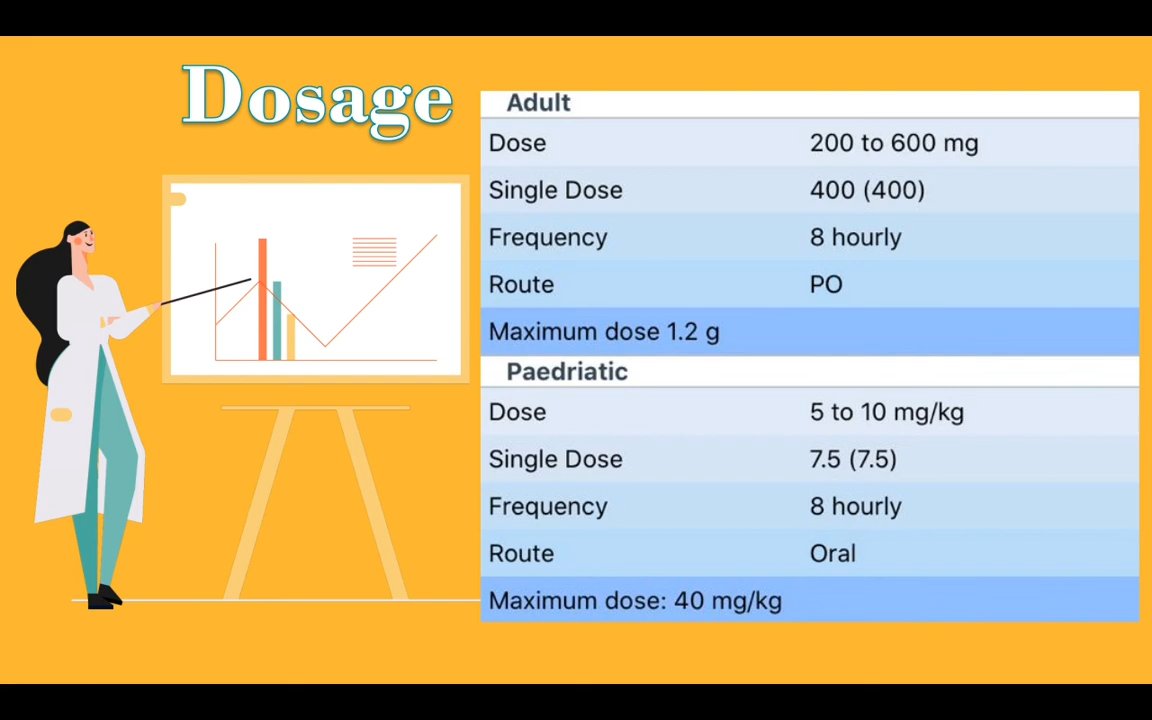 Dosage
Adult
Dose 200 to 600 mg
Single Dose 400 (400)
Frequency 8 hourly
Route PO
Maximum dose 1.2 g
Paedriatic
Dose 5 to 10 mg/kg
Single Dose 7.5 (7.5)
Frequency 8 hourly
Route Oral
Maximum dose: 40 mg/kg